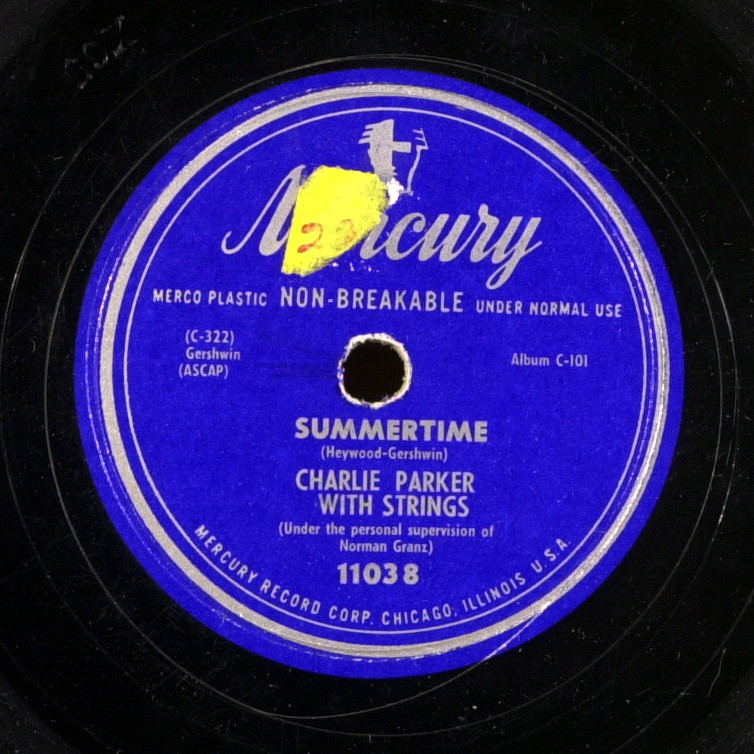 Mercury
MERCO PLASTIC NON-BREAKABLE UNDER NORMAL USE
(C-322)
Gershwin
(ASCAP)
Album C-101
SUMMERTIME
(Heywood-Gershwin)
CHARLIE PARKER
WITH STRINGS
(Under the personal supervision of
Norman Granz)
11038
MERCURY RECORD CORP. CHICAGO, ILLINOIS U.S.A.